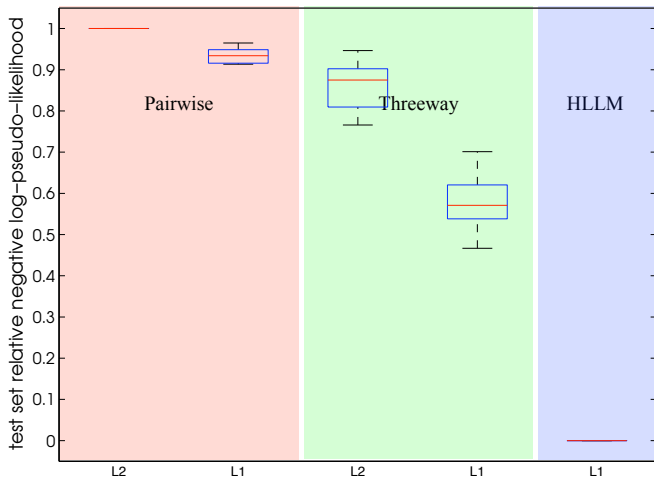 test set relative negative log-pseudo-likelihood
1
0.9
0.8
0.7
0.6
0.5
0.4
0.3
0.2
0.1
0
Pairwise
Threeway
HLLM
L2
L1
L2
L1
L1